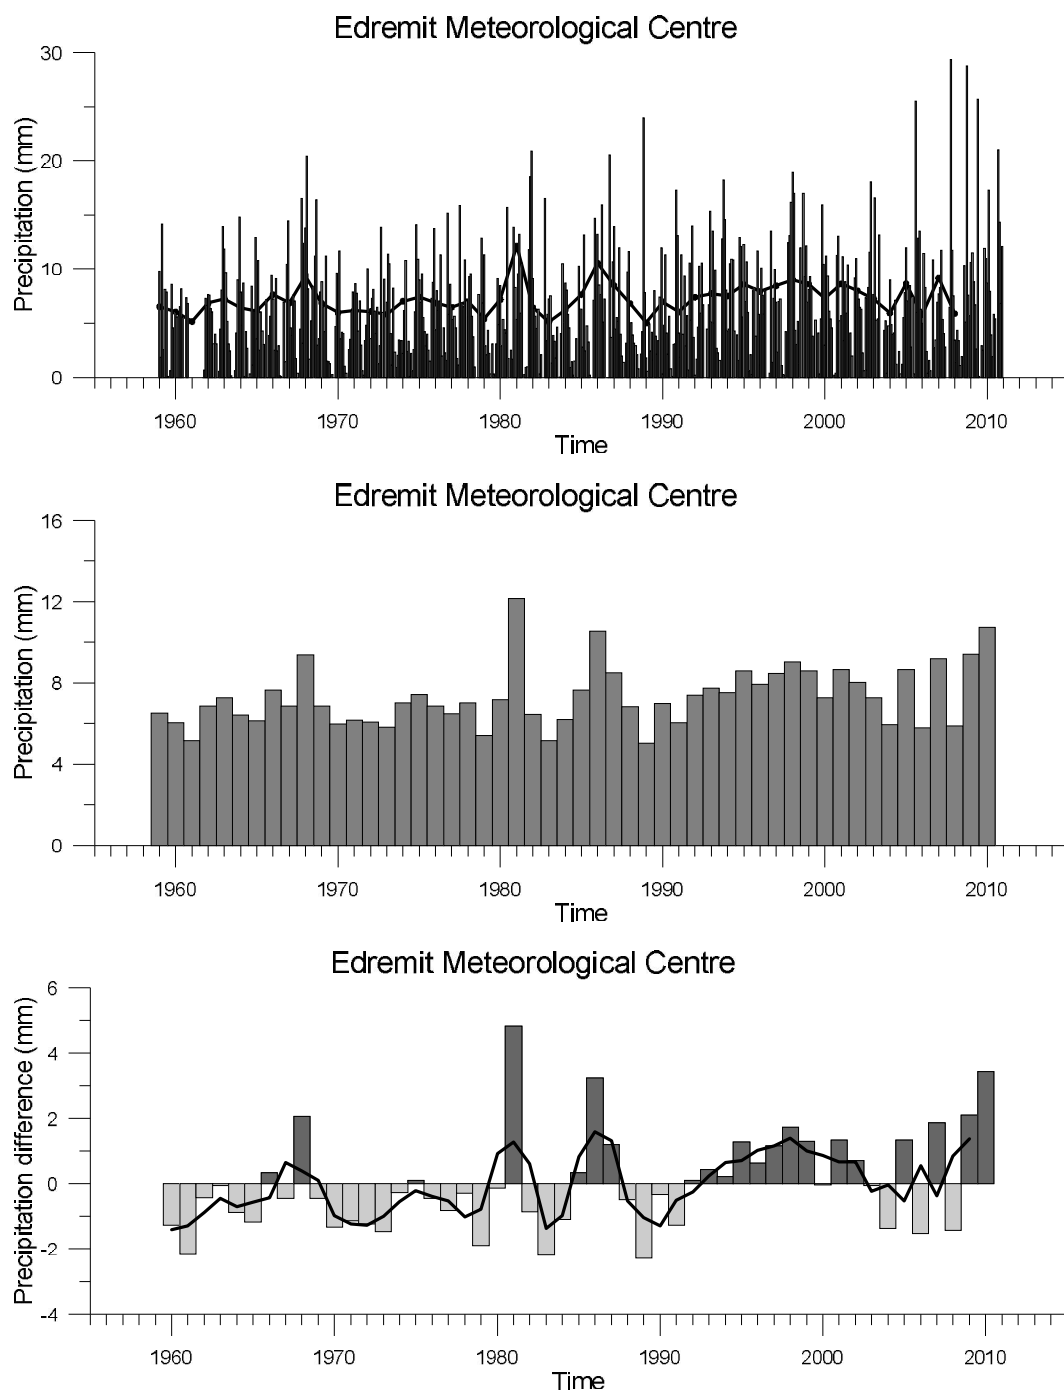 Edremit Meteorological Centre
Precipitation (mm)
30
20
10
0
1960 1970 1980 1990 2000 2010
Time
Edremit Meteorological Centre
Precipitation (mm)
16
12
8
4
0
1960 1970 1980 1990 2000 2010
Time
Edremit Meteorological Centre
Precipitation difference (mm)
6
4
2
0
-2
-4
1960 1970 1980 1990 2000 2010
Time